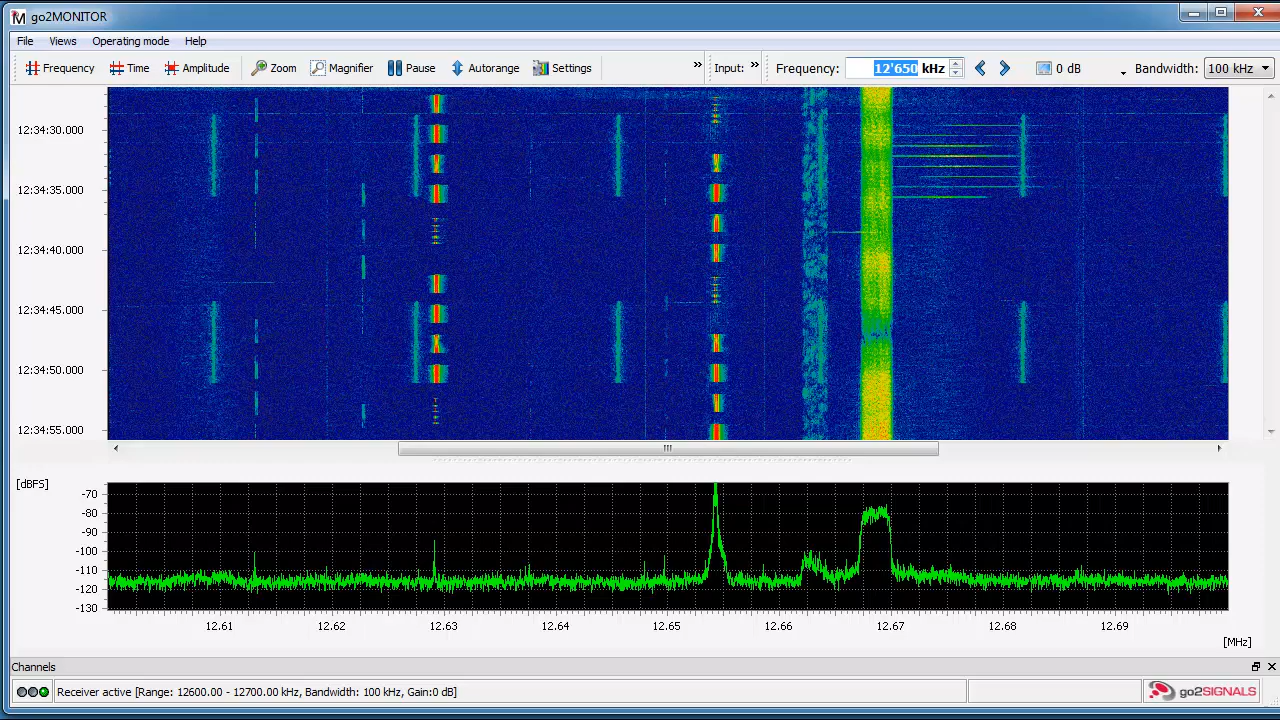 go2MONITOR
File Views Operating mode Help
Frequency Time Amplitude Zoom Magnifier Pause Autorange Settings » Input: » Frequency: 12'650 kHz 0 dB Bandwidth: 100 kHz
12:34:30.000
12:34:35.000
12:34:40.000
12:34:45.000
12:34:50.000
12:34:55.000
[dBFS]
-70
-80
-90
-100
-110
-120
-130
12.61 12.62 12.63 12.64 12.65 12.66 12.67 12.68 12.69
[MHz]
Channels
Receiver active [Range: 12600.00 - 12700.00 kHz, Bandwidth: 100 kHz, Gain:0 dB]
go2SIGNALS